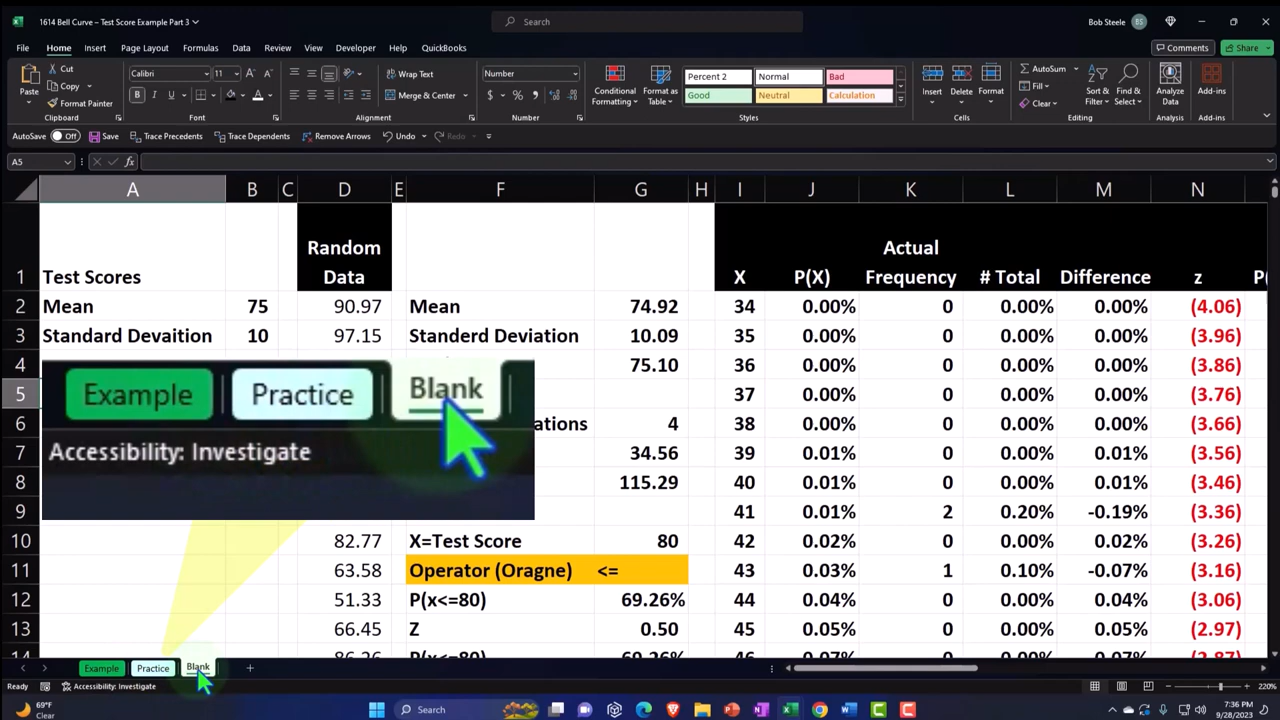 1614 Bell Curve – Test Score Example Part 3
Search
Bob Steele BS
File Home Insert Page Layout Formulas Data Review View Developer Help QuickBooks Comments Share
Paste Cut Copy Format Painter
Calibri 11
B I U
Wrap Text
Merge & Center
Number
$ % 9
Conditional Formatting Format as Table
Percent 2 Normal Bad
Good Neutral Calculation
Insert Delete Format
AutoSum Fill Clear
Sort & Filter Find & Select
Analyze Data
Add-ins
Clipboard Font Alignment Number Styles Cells Editing Analysis Add-ins
AutoSave Off Save Trace Precedents Trace Dependents Remove Arrows Undo Redo
A5 fx
A B C D E F G H I J K L M N
1 Test Scores Random Data X P(X) Actual Frequency # Total Difference z
2 Mean 75 90.97 Mean 74.92 34 0.00% 0 0.00% 0.00% (4.06)
3 Standard Devaition 10 97.15 Standerd Deviation 10.09 35 0.00% 0 0.00% 0.00% (3.96)
4 75.10 36 0.00% 0 0.00% 0.00% (3.86)
5 37 0.00% 0 0.00% 0.00% (3.76)
6 ations 4 38 0.00% 0 0.00% 0.00% (3.66)
7 34.56 39 0.01% 0 0.00% 0.01% (3.56)
8 115.29 40 0.01% 0 0.00% 0.01% (3.46)
9 41 0.01% 2 0.20% -0.19% (3.36)
Example Practice Blank
Accessibility: Investigate
10 82.77 X=Test Score 80 42 0.02% 0 0.00% 0.02% (3.26)
11 63.58 Operator (Oragne) <= 43 0.03% 1 0.10% -0.07% (3.16)
12 51.33 P(x<=80) 69.26% 44 0.04% 0 0.00% 0.04% (3.06)
13 66.45 Z 0.50 45 0.05% 0 0.00% 0.05% (2.97)
Example Practice Blank
Ready Accessibility: Investigate 220%
69°F
Clear
Search
7:36 PM
9/28/2023